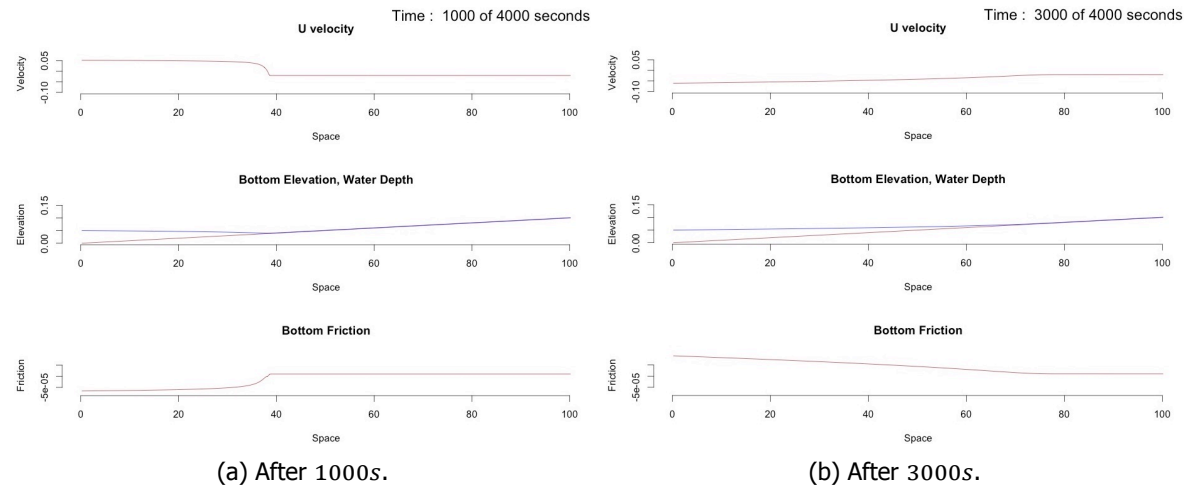 Time : 1000 of 4000 seconds
U velocity
Velocity
0.05
-0.10
0 20 40 60 80 100
Space
Bottom Elevation, Water Depth
Elevation
0.15
0.00
0 20 40 60 80 100
Space
Bottom Friction
Friction
-5e-05
0 20 40 60 80 100
Space
(a) After 1000s.
Time : 3000 of 4000 seconds
U velocity
Velocity
0.05
-0.10
0 20 40 60 80 100
Space
Bottom Elevation, Water Depth
Elevation
0.15
0.00
0 20 40 60 80 100
Space
Bottom Friction
Friction
-5e-05
0 20 40 60 80 100
Space
(b) After 3000s.